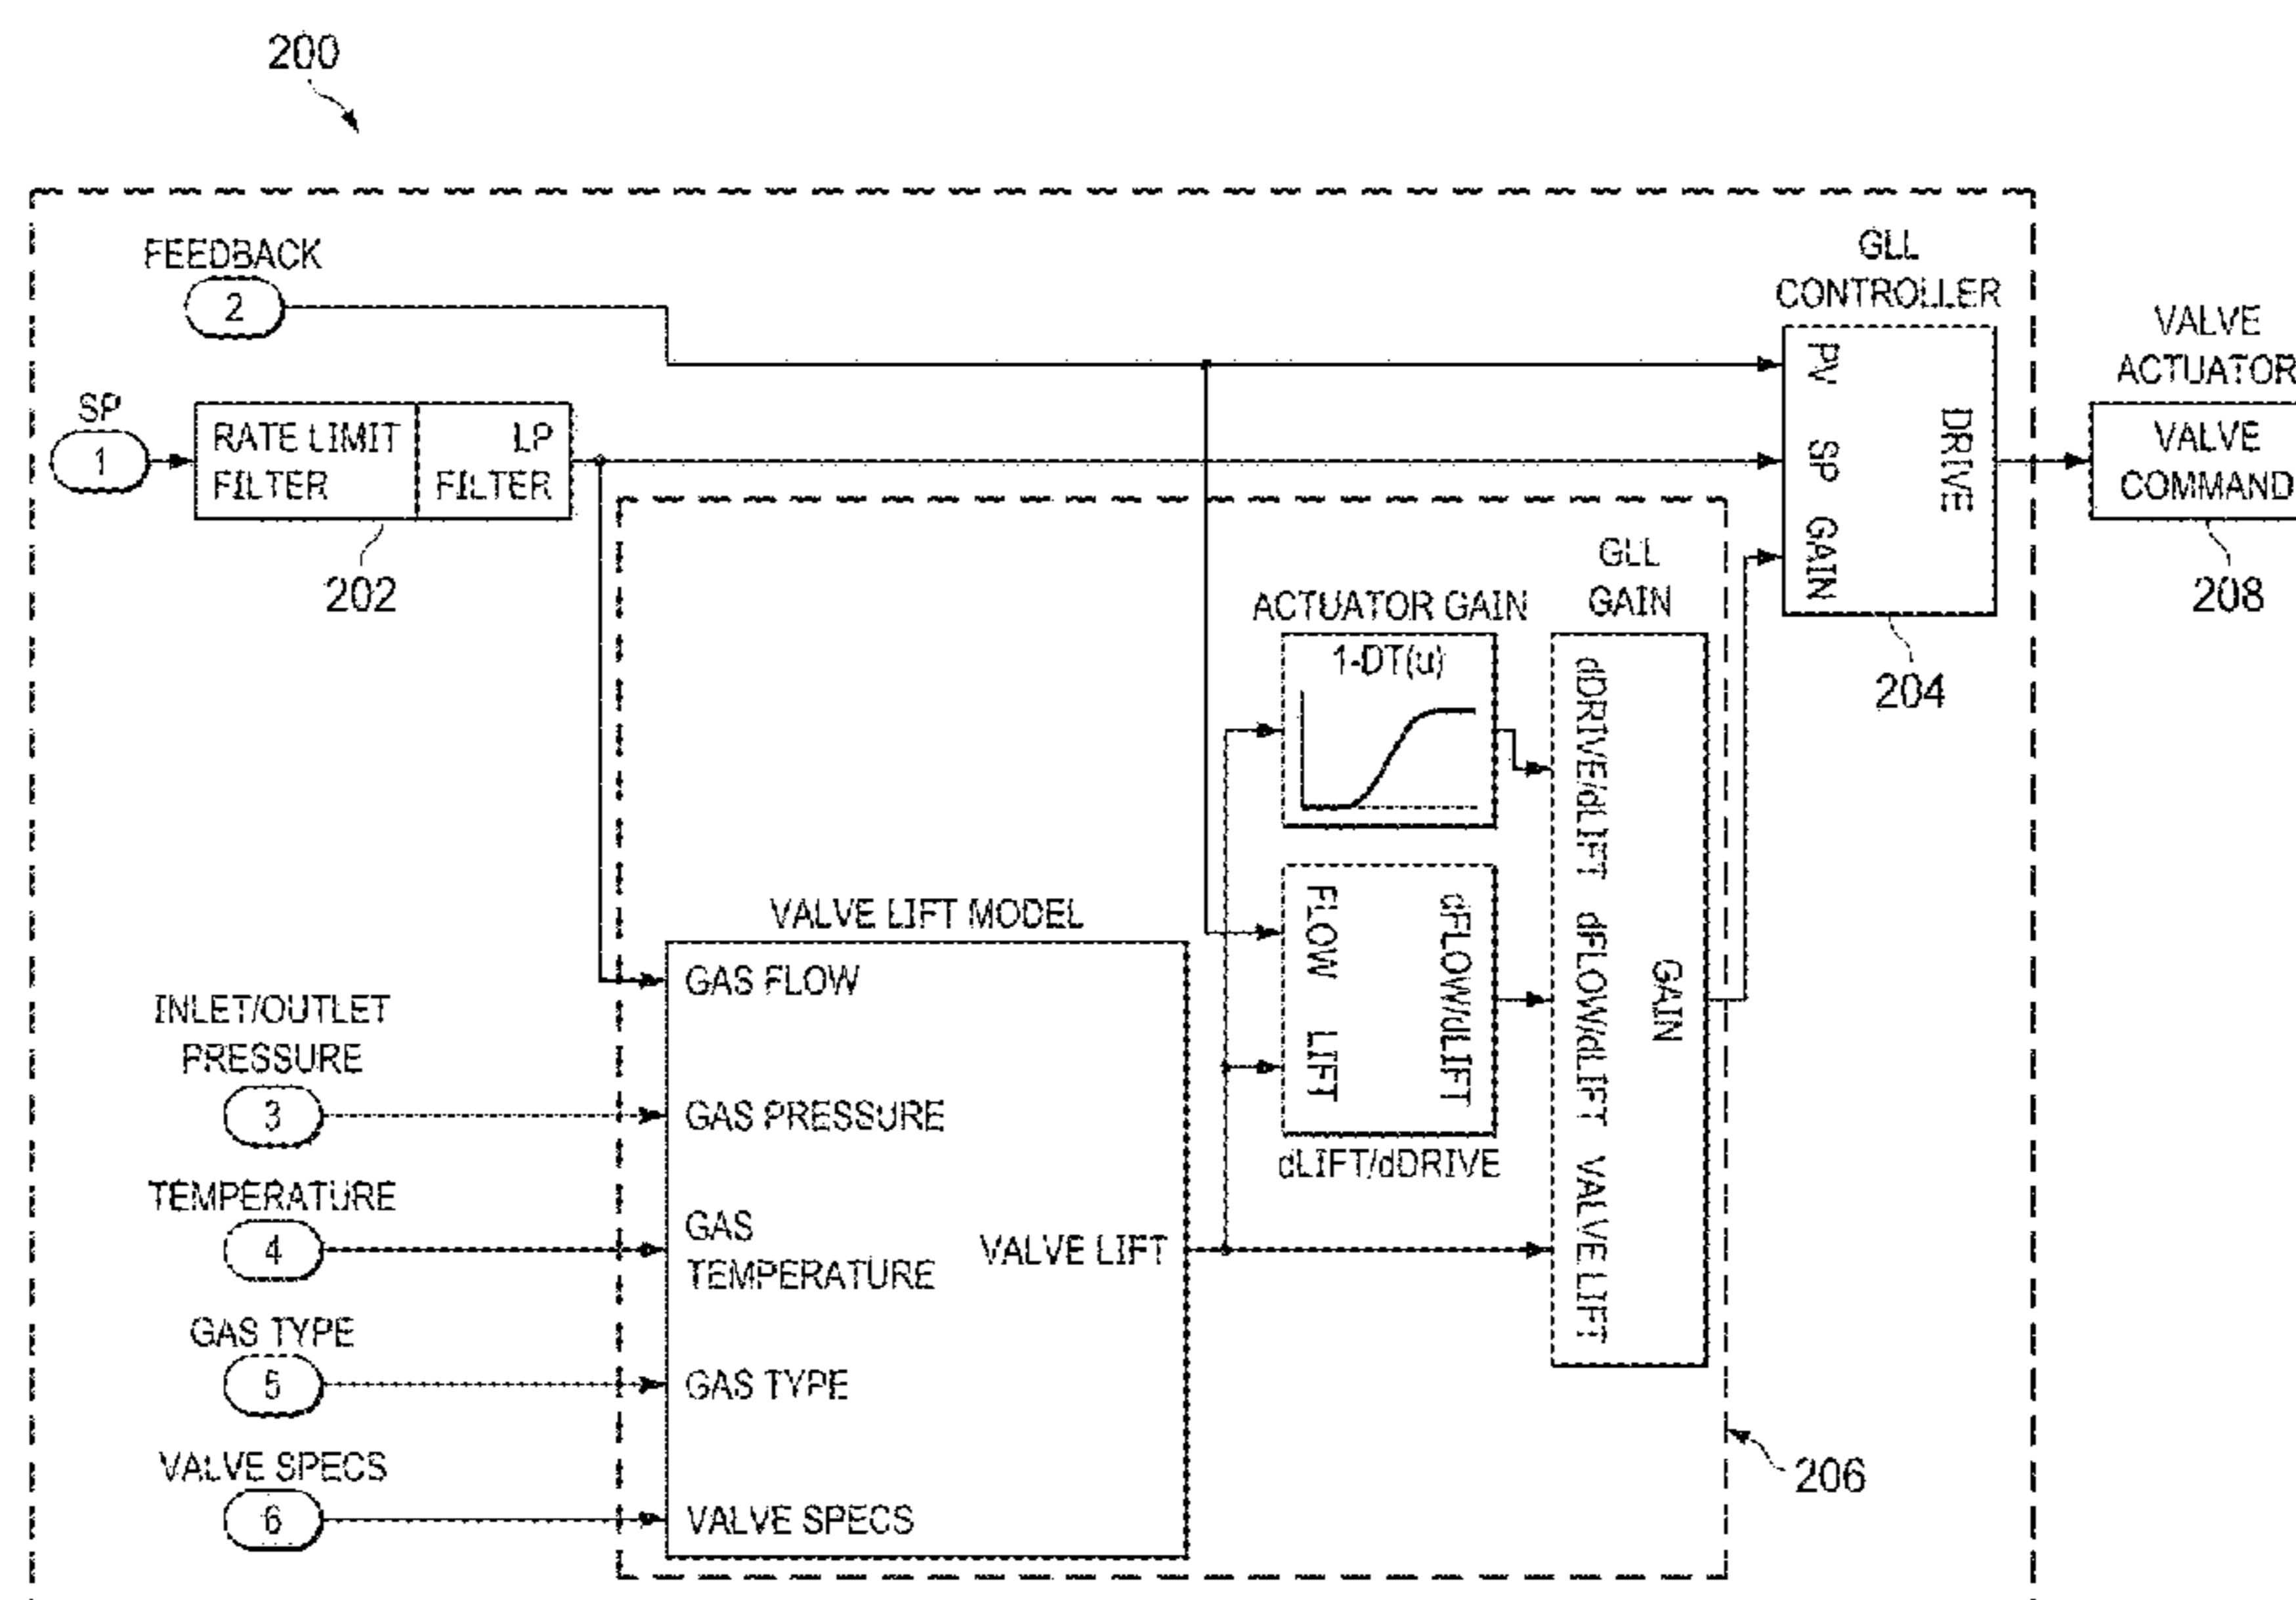 200
FEEDBACK
2
GLL
CONTROLLER
PV
SP
GAIN
DRIVE
VALVE
ACTUATOR
VALVE
COMMAND
208
204
SP
1
RATE LIMIT
FILTER
LP
FILTER
202
ACTUATOR GAIN
1-DT(u)
GLL
GAIN
dDRIVE/dLIFT
dFLOW/dLIFT
VALVE LIFT
GAIN
FLOW
LIFT
dFLOW/dLIFT
dLIFT/dDRIVE
VALVE LIFT MODEL
GAS FLOW
GAS PRESSURE
GAS
TEMPERATURE
VALVE LIFT
GAS TYPE
VALVE SPECS
INLET/OUTLET
PRESSURE
3
TEMPERATURE
4
GAS TYPE
5
VALVE SPECS
6
206